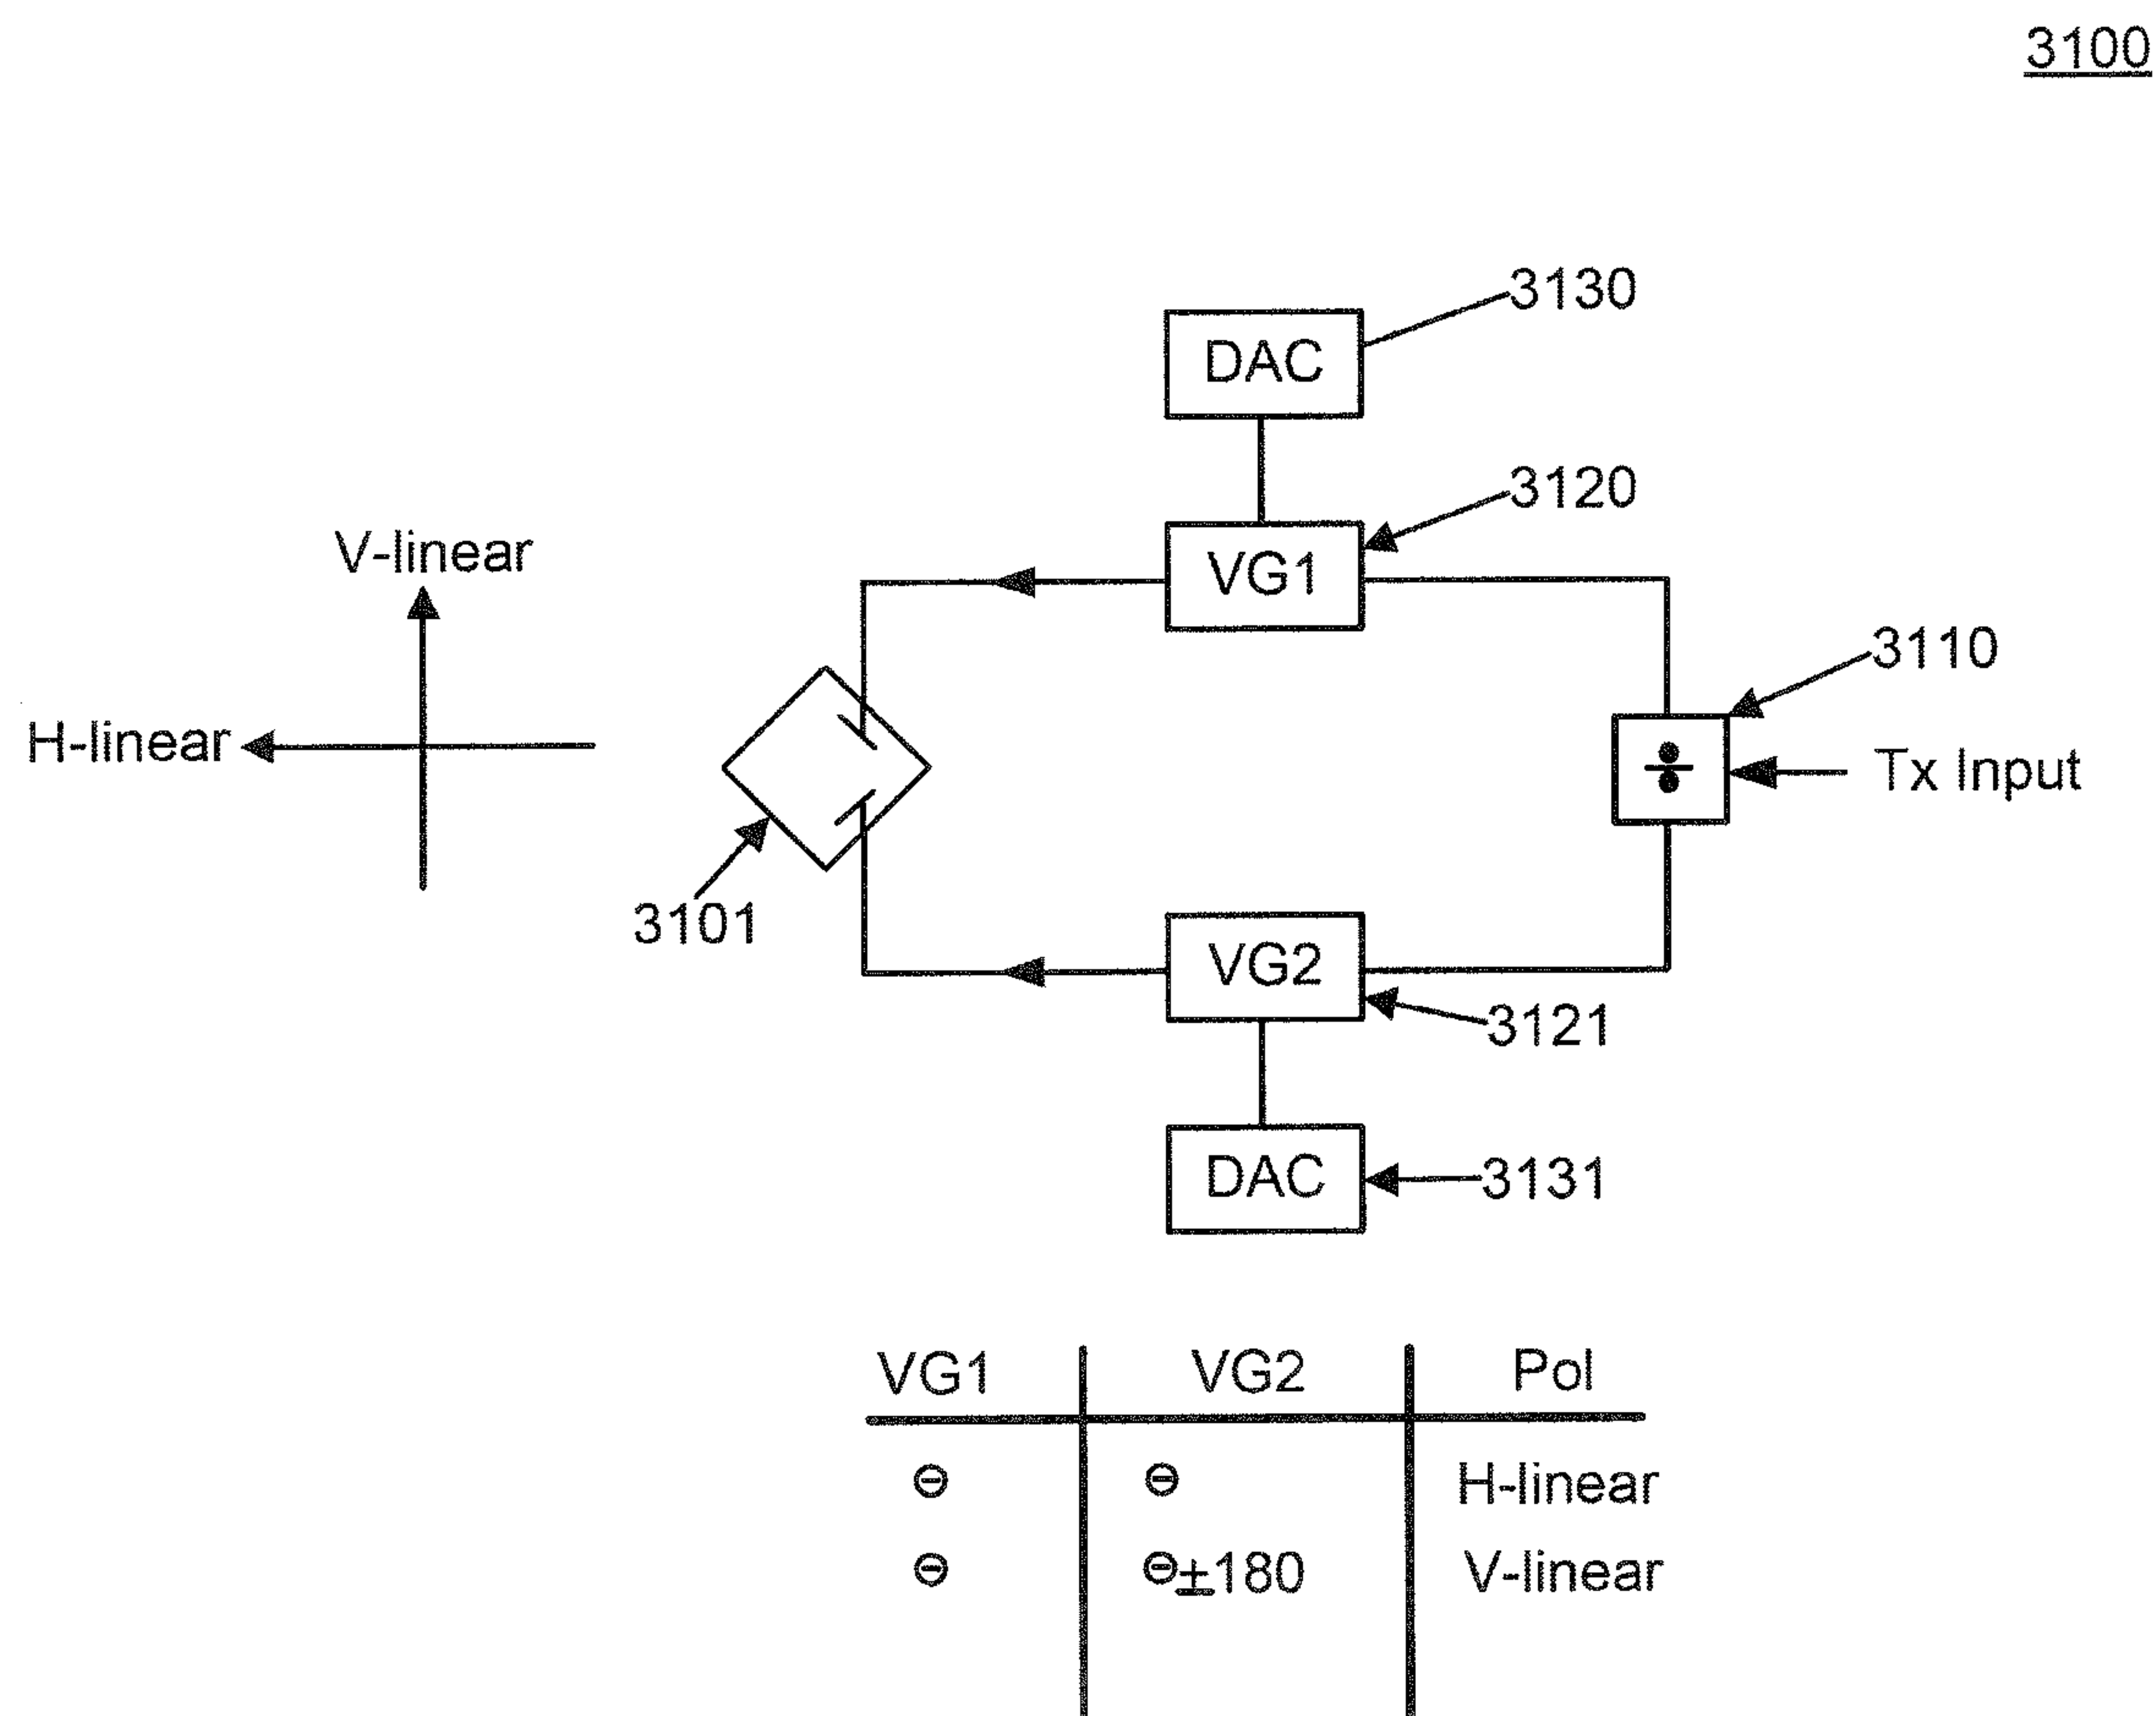 3100
3130
DAC
3120
V-linear
VG1
3110
H-linear
÷
Tx Input
3101
VG2
3121
DAC
3131
VG1 VG2 Pol
⊖ ⊖ H-linear
⊖ ⊖±180 V-linear